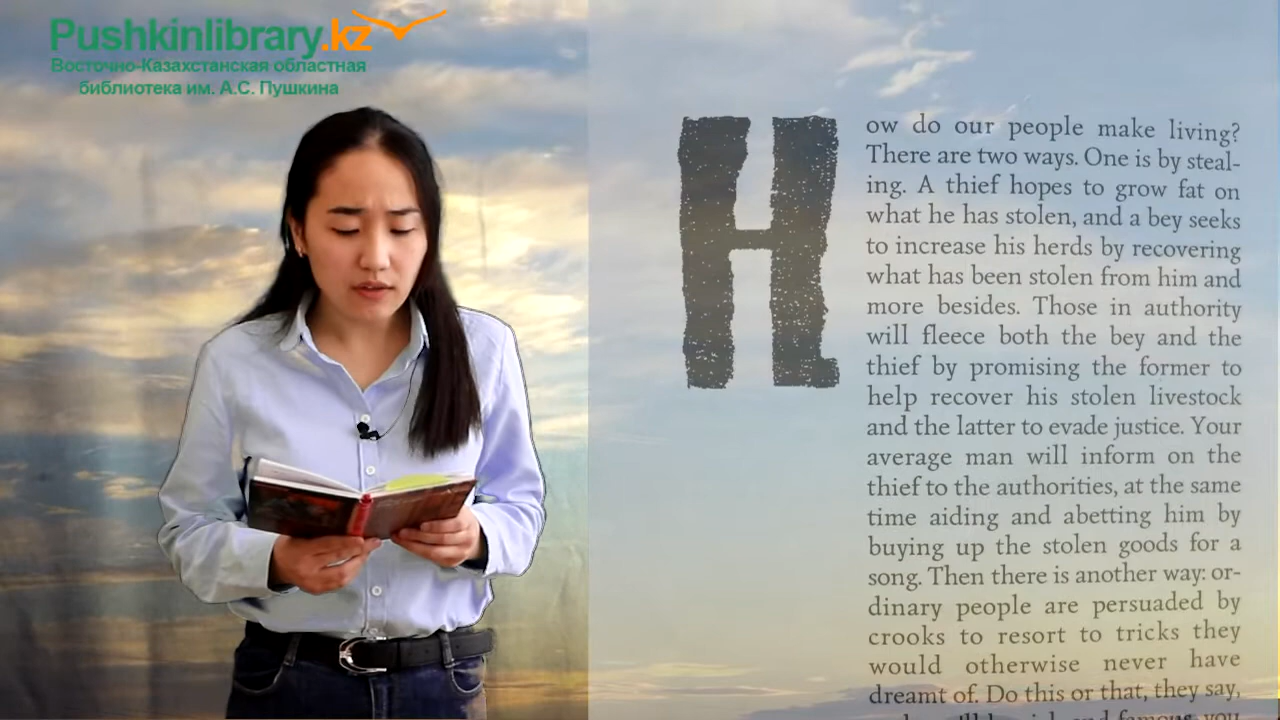 Pushkinlibrary.kz
Восточно-Казахстанская областная
библиотека им. А.С. Пушкина
How do our people make living?
There are two ways. One is by steal-
ing. A thief hopes to grow fat on
what he has stolen, and a bey seeks
to increase his herds by recovering
what has been stolen from him and
more besides. Those in authority
will fleece both the bey and the
thief by promising the former to
help recover his stolen livestock
and the latter to evade justice. Your
average man will inform on the
thief to the authorities, at the same
time aiding and abetting him by
buying up the stolen goods for a
song. Then there is another way: or-
dinary people are persuaded by
crooks to resort to tricks they
would otherwise never have
dreamt of. Do this or that, they say,